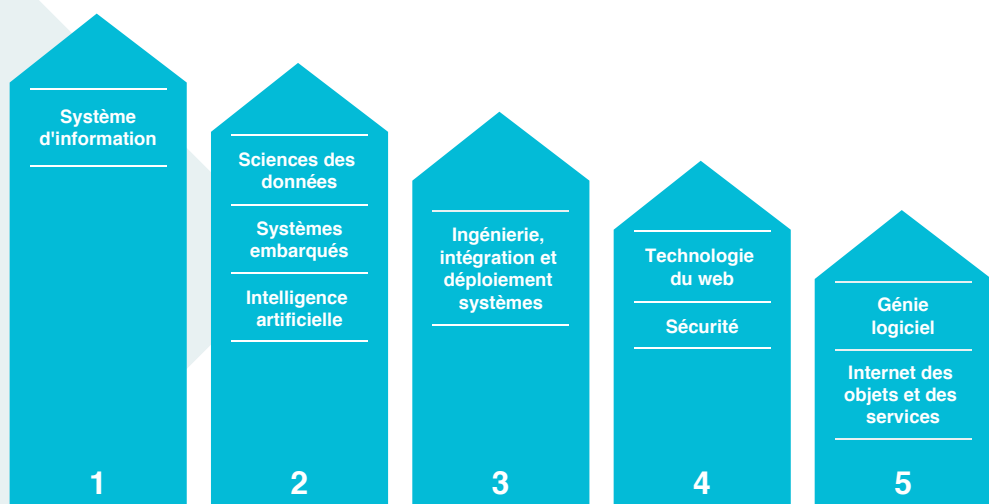 Système
d'information
1
Sciences des
données
Systèmes
embarqués
Intelligence
artificielle
2
Ingénierie,
intégration et
déploiement
systèmes
3
Technologie
du web
Sécurité
4
Génie
logiciel
Internet des
objets et des
services
5